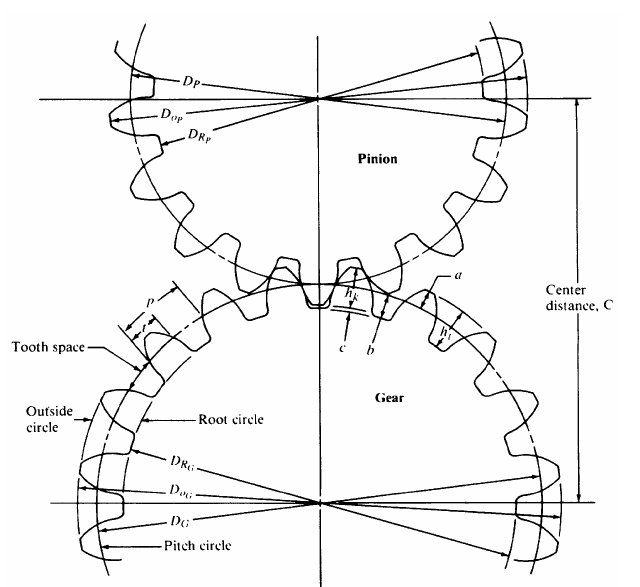 D_P
D_oP
D_RP
Pinion
Center
distance, C
p
t
h_k
a
h_t
c
b
Tooth space
Gear
Outside
circle
Root circle
D_RG
D_oG
D_G
Pitch circle